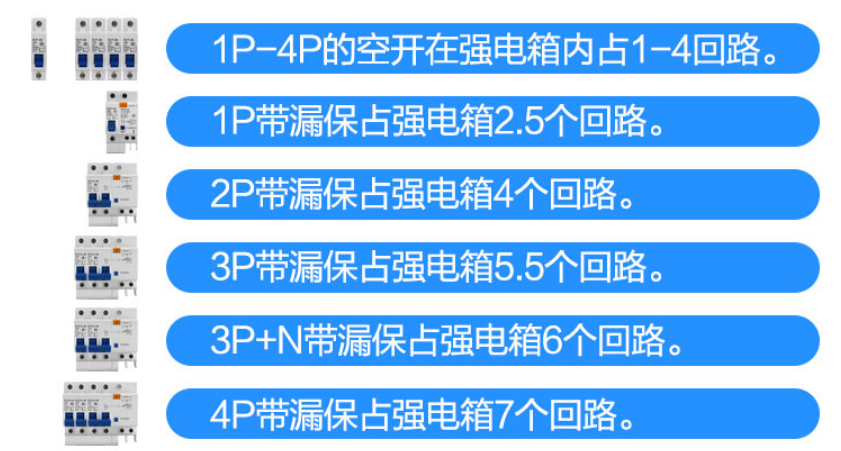 1P-4P的空开在强电箱内占1-4回路。
1P带漏保占强电箱2.5个回路。
2P带漏保占强电箱4个回路。
3P带漏保占强电箱5.5个回路。
3P+N带漏保占强电箱6个回路。
4P带漏保占强电箱7个回路。